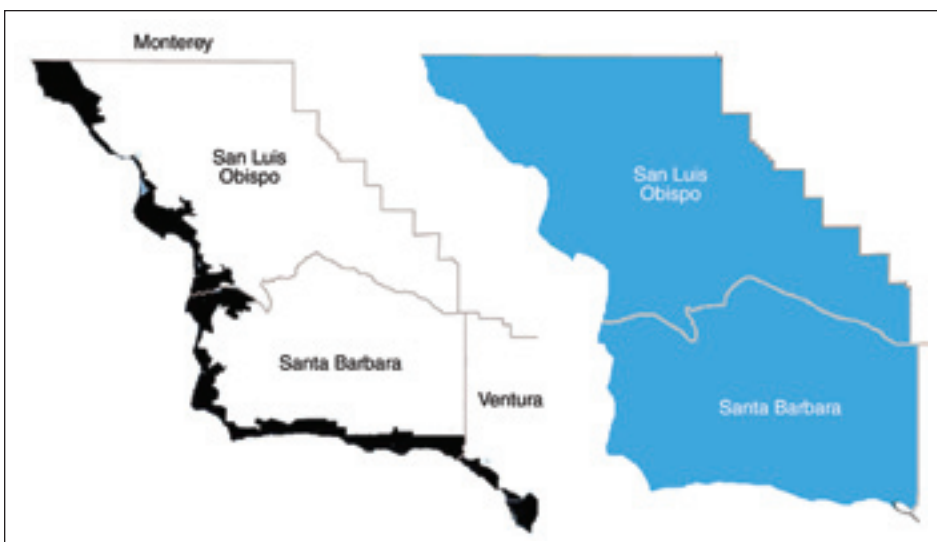 Monterey
San Luis
Obispo
Santa Barbara
Ventura
San Luis
Obispo
Santa Barbara